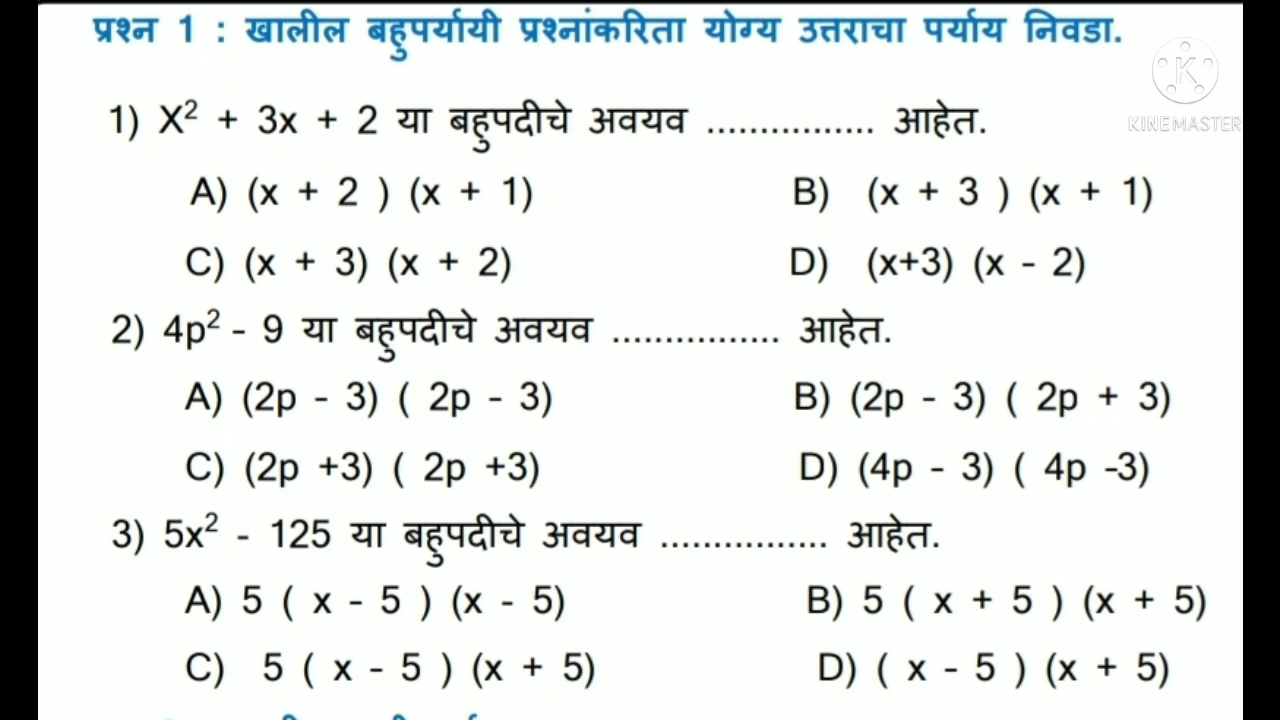 प्रश्न 1 : खालील बहुपर्यायी प्रश्नांकरिता योग्य उत्तराचा पर्याय निवडा.
K
KINEMASTER
1) X² + 3x + 2 या बहुपदीचे अवयव ................ आहेत.
A) (x + 2 ) (x + 1) B) (x + 3 ) (x + 1)
C) (x + 3) (x + 2) D) (x+3) (x - 2)
2) 4p² - 9 या बहुपदीचे अवयव ................ आहेत.
A) (2p - 3) ( 2p - 3) B) (2p - 3) ( 2p + 3)
C) (2p +3) ( 2p +3) D) (4p - 3) ( 4p -3)
3) 5x² - 125 या बहुपदीचे अवयव ................ आहेत.
A) 5 ( x - 5 ) (x - 5) B) 5 ( x + 5 ) (x + 5)
C) 5 ( x - 5 ) (x + 5) D) ( x - 5 ) (x + 5)